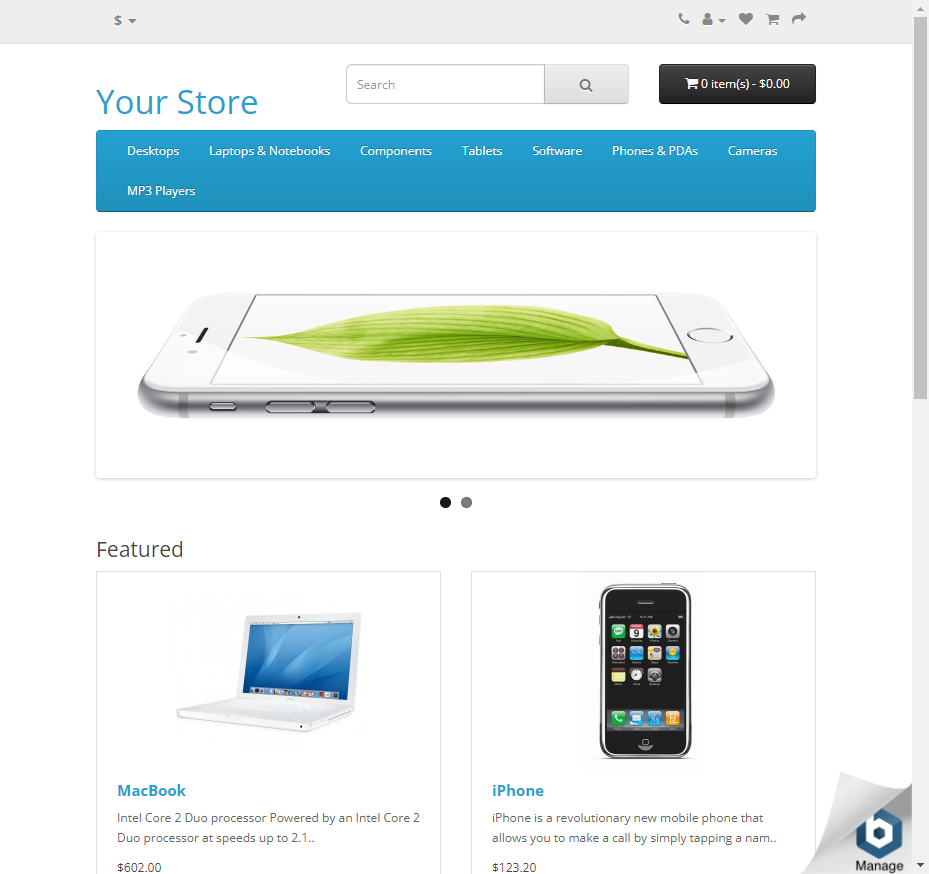 $
Your Store
Search
0 item(s) - $0.00
Desktops
Laptops & Notebooks
Components
Tablets
Software
Phones & PDAs
Cameras
MP3 Players
Featured
MacBook
Intel Core 2 Duo processor Powered by an Intel Core 2
Duo processor at speeds up to 2.1..
$602.00
iPhone
iPhone is a revolutionary new mobile phone that
allows you to make a call by simply tapping a nam..
$123.20
Manage